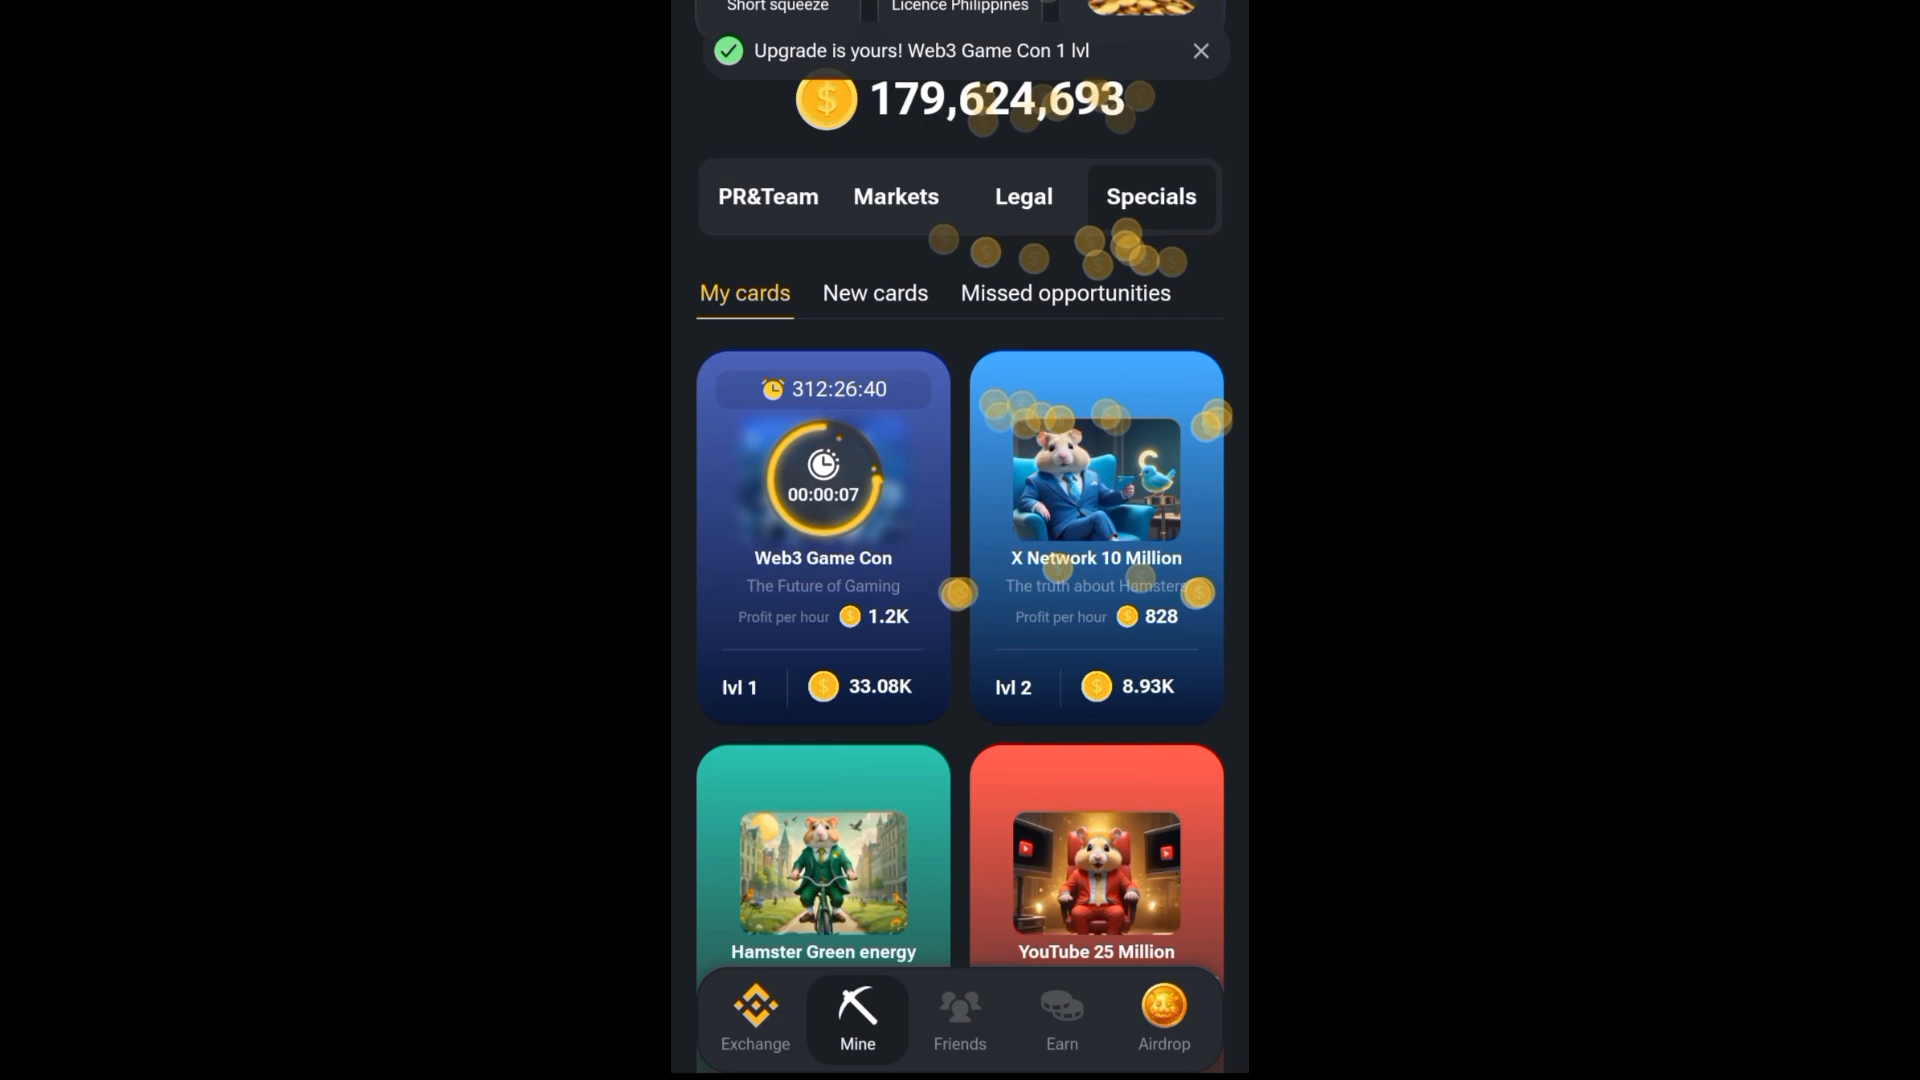 Short squeeze
Licence Philippines
Upgrade is yours! Web3 Game Con 1 lvl
179,624,693
PR&Team Markets Legal Specials
My cards New cards Missed opportunities
312:26:40
00:00:07
Web3 Game Con
The Future of Gaming
Profit per hour 1.2K
lvl 1 33.08K
X Network 10 Million
The truth about Hamsters
Profit per hour 828
lvl 2 8.93K
Hamster Green energy
YouTube 25 Million
Exchange Mine Friends Earn Airdrop